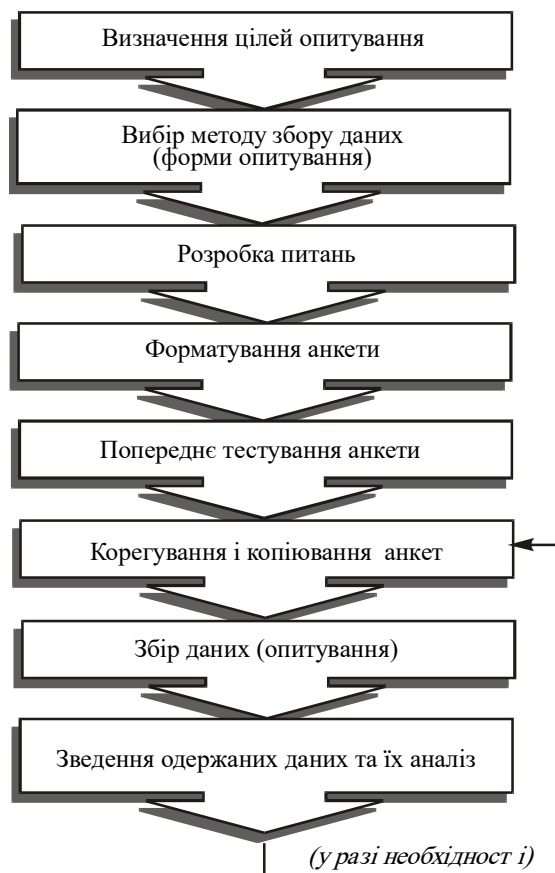 Визначення цілей опитування
Вибір методу збору даних
(форми опитування)
Розробка питань
Форматування анкети
Попереднє тестування анкети
Корегування і копіювання анкет
Збір даних (опитування)
Зведення одержаних даних та їх аналіз
(у разі необхідност і)